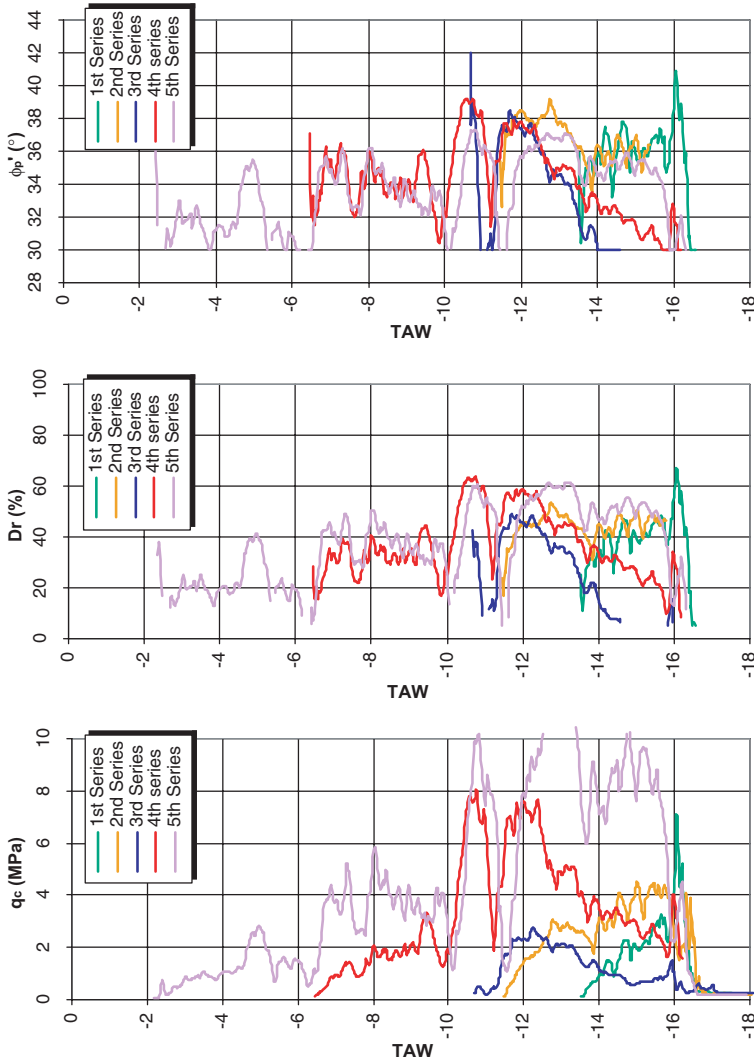 ϕp' (°)
44
42
40
38
36
34
32
30
28
1st Series
2nd Series
3rd Series
4th series
5th Series
0
-2
-4
-6
-8
-10
-12
-14
-16
-18
TAW
Dr (%)
100
80
60
40
20
0
1st Series
2nd Series
3rd Series
4th series
5th Series
0
-2
-4
-6
-8
-10
-12
-14
-16
-18
TAW
qc (MPa)
10
8
6
4
2
0
1st Series
2nd Series
3rd Series
4th series
5th Series
0
-2
-4
-6
-8
-10
-12
-14
-16
-18
TAW